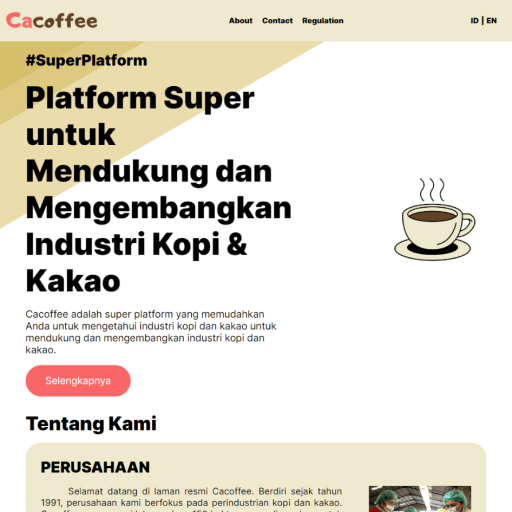 Cacoffee
About Contact Regulation
ID | EN
#SuperPlatform
Platform Super
untuk
Mendukung dan
Mengembangkan
Industri Kopi &
Kakao
Cacoffee adalah super platform yang memudahkan
Anda untuk mengetahui industri kopi dan kakao untuk
mendukung dan mengembangkan industri kopi dan
kakao.
Selengkapnya
Tentang Kami
PERUSAHAAN
Selamat datang di laman resmi Cacoffee. Berdiri sejak tahun
1991, perusahaan kami berfokus pada perindustrian kopi dan kakao.